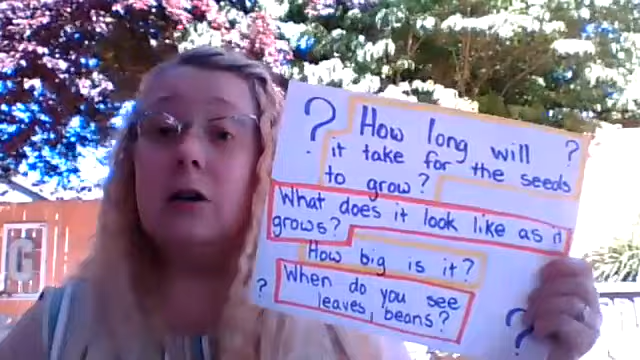 ? How long will ?
it take for the seeds
to grow?
What does it look like as it
grows?
How big is it?
? When do you see
leaves, beans?
?
G